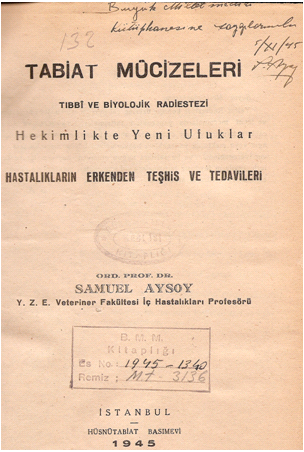 Büyük Millet Meclisi
kütüphanesine saygılarımla
7/XI/45
132
TABİAT MÜCİZELERİ
TIBBİ VE BİYOLOJİK RADİESTEZİ
Hekimlikte Yeni Ufuklar
HASTALIKLARIN ERKENDEN TEŞHİS VE TEDAVİLERİ
ORD. PROF. DR.
SAMUEL AYSOY
Y. Z. E. Veteriner Fakültesi İç Hastalıkları Profesörü
B. M. M.
Kitaplığı
Es No : 1945-1340
Remiz : MT - 3136
İSTANBUL
HÜSNÜTABİAT BASIMEVİ
1945